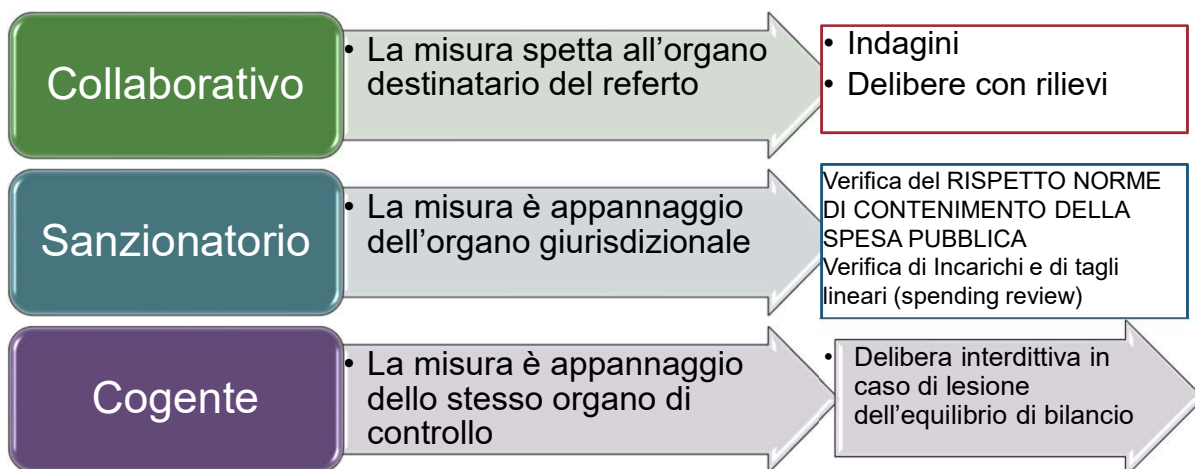 Collaborativo
• La misura spetta all’organo
destinatario del referto
• Indagini
• Delibere con rilievi
Sanzionatorio
• La misura è appannaggio
dell’organo giurisdizionale
Verifica del RISPETTO NORME
DI CONTENIMENTO DELLA
SPESA PUBBLICA
Verifica di Incarichi e di tagli
lineari (spending review)
Cogente
• La misura è appannaggio
dello stesso organo di
controllo
• Delibera interdittiva in
caso di lesione
dell’equilibrio di bilancio